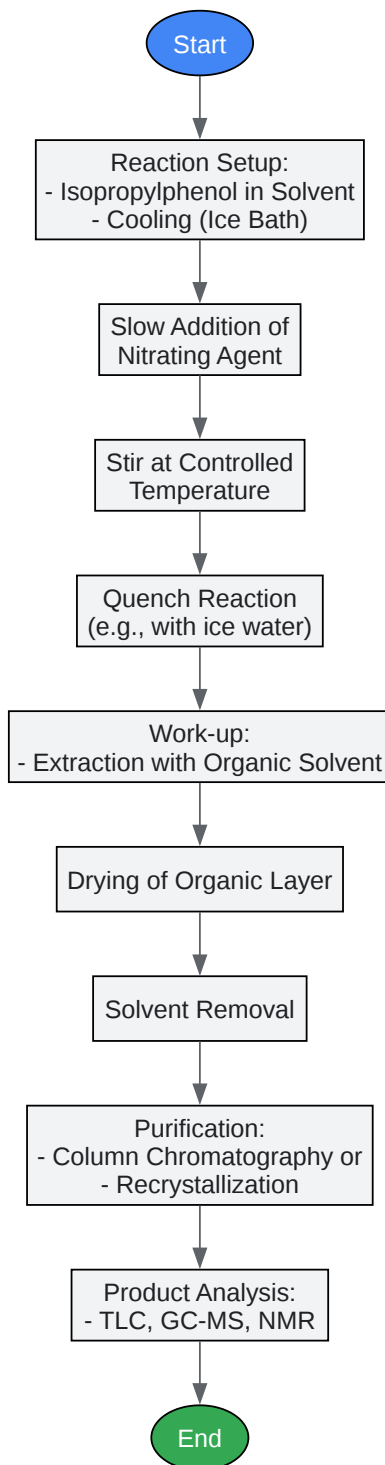 Start
Reaction Setup:
- Isopropylphenol in Solvent
- Cooling (Ice Bath)
Slow Addition of
Nitrating Agent
Stir at Controlled
Temperature
Quench Reaction
(e.g., with ice water)
Work-up:
- Extraction with Organic Solvent
Drying of Organic Layer
Solvent Removal
Purification:
- Column Chromatography or
- Recrystallization
Product Analysis:
- TLC, GC-MS, NMR
End